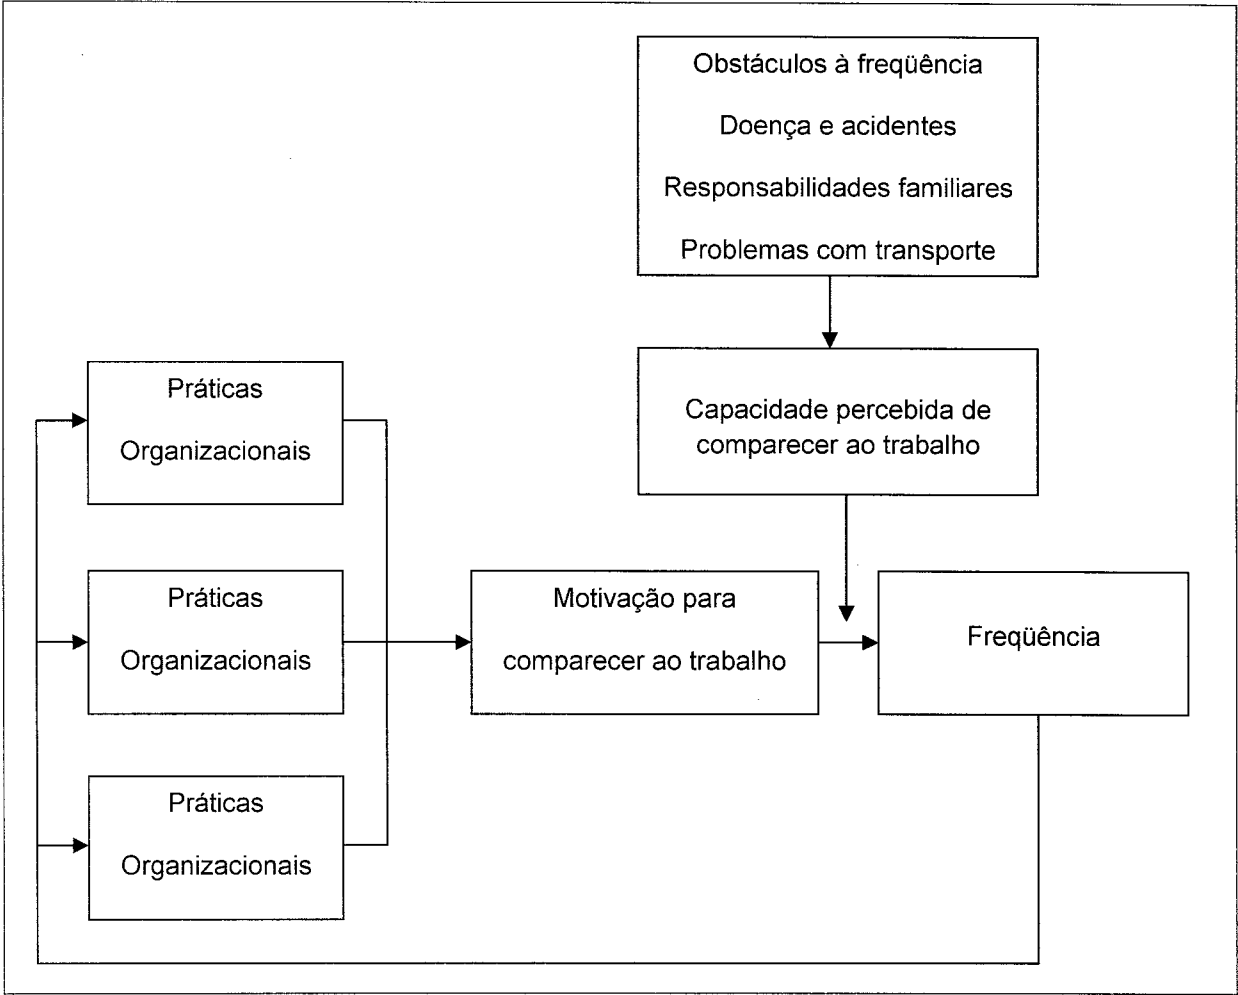 Obstáculos à freqüência
Doença e acidentes
Responsabilidades familiares
Problemas com transporte
Capacidade percebida de
comparecer ao trabalho
Práticas
Organizacionais
Práticas
Organizacionais
Motivação para
comparecer ao trabalho
Freqüência
Práticas
Organizacionais